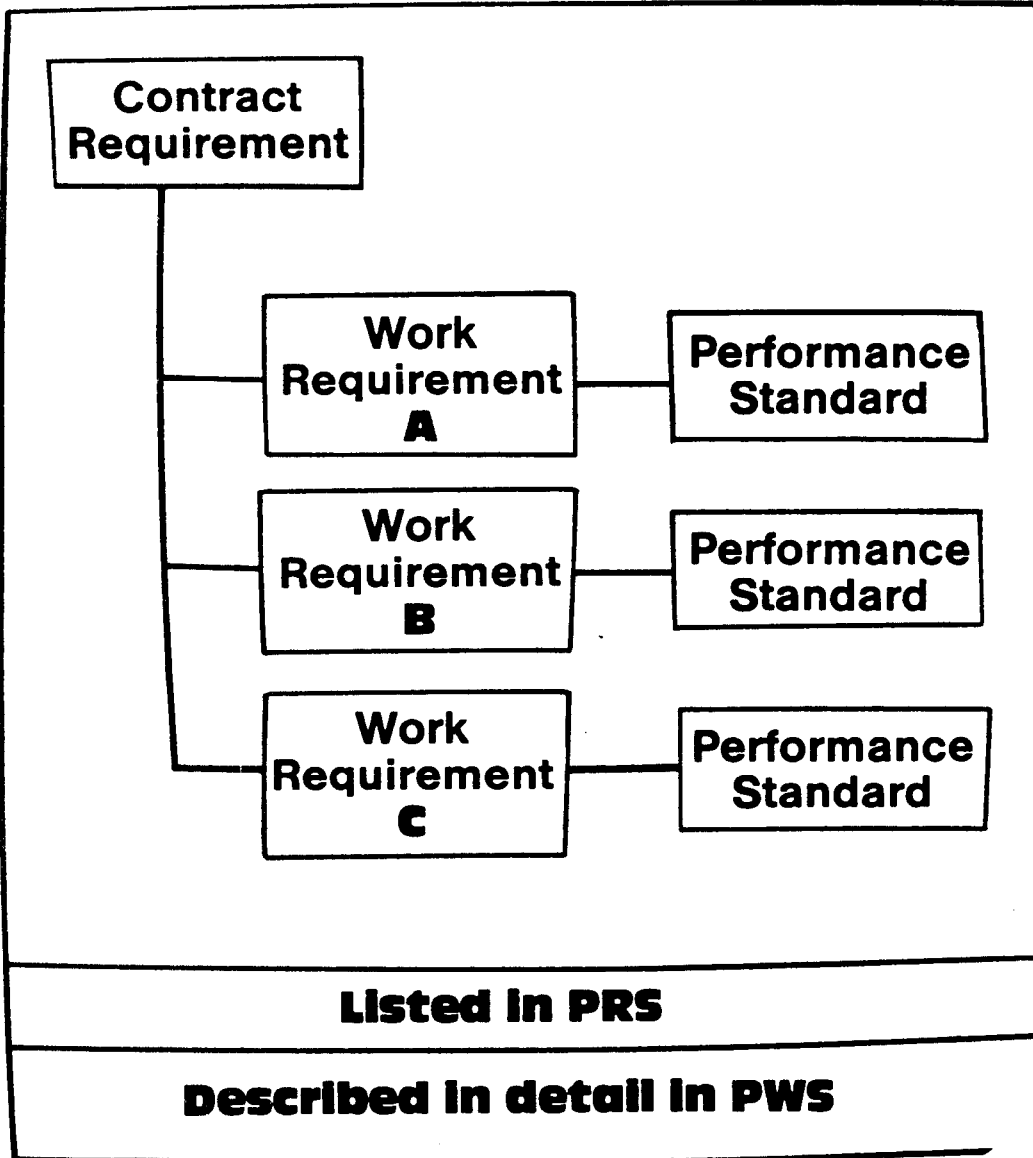 Contract
Requirement
Work
Requirement
A
Performance
Standard
Work
Requirement
B
Performance
Standard
Work
Requirement
C
Performance
Standard
Listed in PRS
Described in detail in PWS